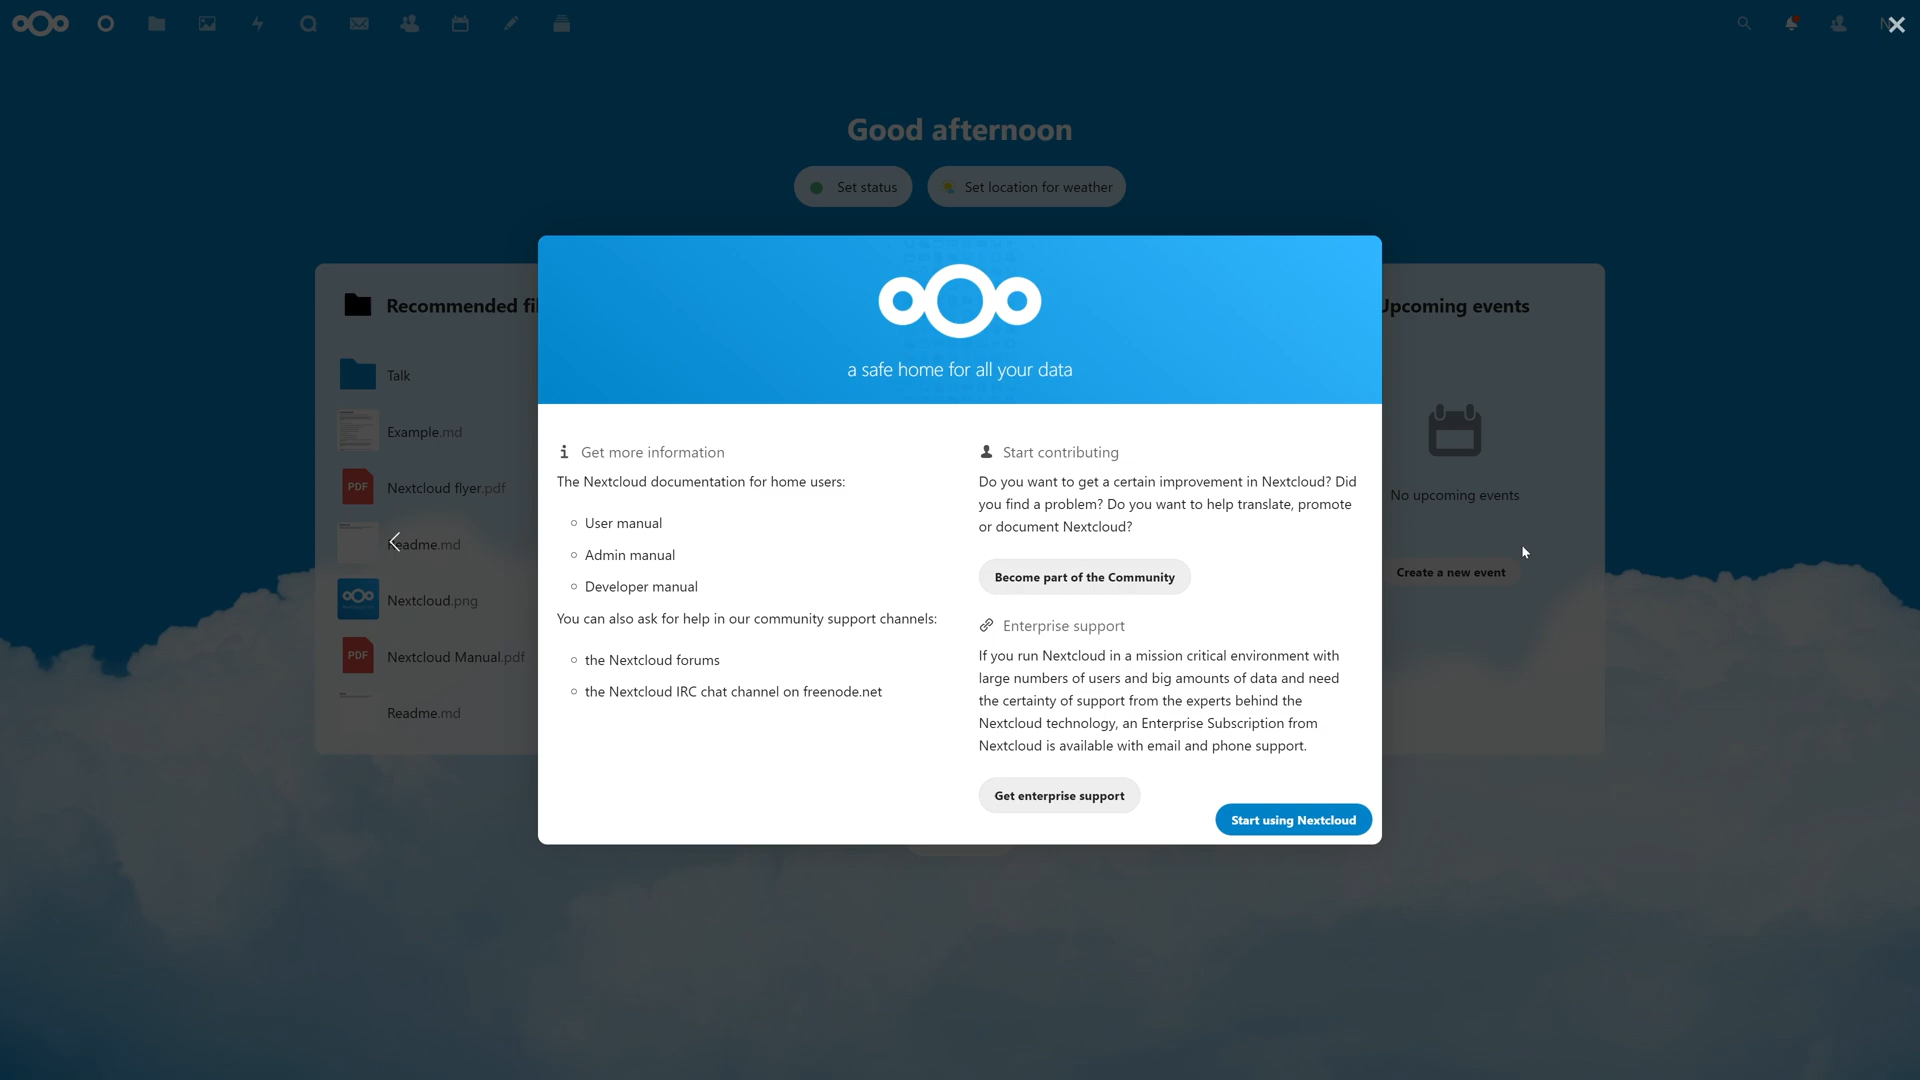 Good afternoon
Set status
Set location for weather
Recommended fi
Talk
Example.md
PDF
Nextcloud flyer.pdf
Readme.md
Nextcloud.png
PDF
Nextcloud Manual.pdf
Readme.md
a safe home for all your data
Get more information
The Nextcloud documentation for home users:
User manual
Admin manual
Developer manual
You can also ask for help in our community support channels:
the Nextcloud forums
the Nextcloud IRC chat channel on freenode.net
Start contributing
Do you want to get a certain improvement in Nextcloud? Did
you find a problem? Do you want to help translate, promote
or document Nextcloud?
Become part of the Community
Enterprise support
If you run Nextcloud in a mission critical environment with
large numbers of users and big amounts of data and need
the certainty of support from the experts behind the
Nextcloud technology, an Enterprise Subscription from
Nextcloud is available with email and phone support.
Get enterprise support
Start using Nextcloud
Upcoming events
No upcoming events
Create a new event